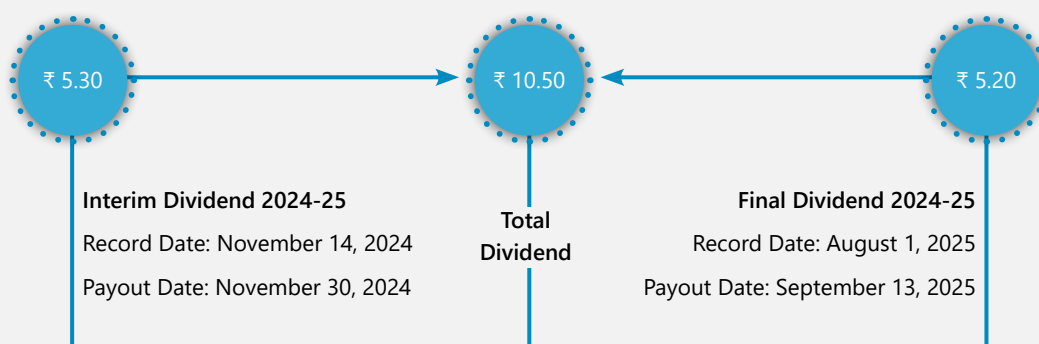 ₹ 5.30
₹ 10.50
₹ 5.20
Interim Dividend 2024-25
Record Date: November 14, 2024
Payout Date: November 30, 2024
Total
Dividend
Final Dividend 2024-25
Record Date: August 1, 2025
Payout Date: September 13, 2025